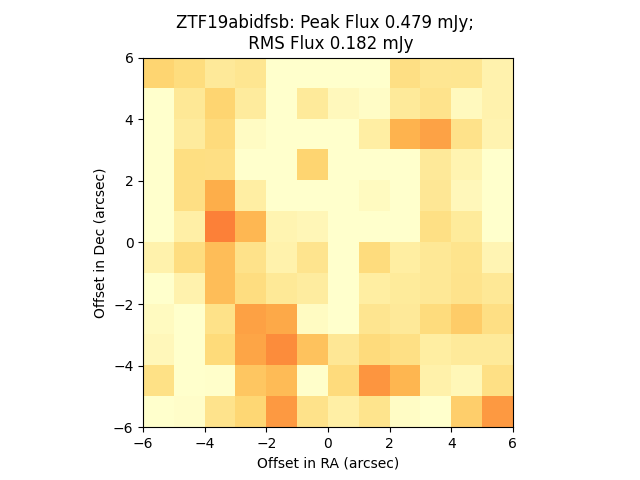 ZTF19abidfsb: Peak Flux 0.479 mJy;
RMS Flux 0.182 mJy
6
4
2
0
−2
−4
−6
Offset in Dec (arcsec)
−6 −4 −2 0 2 4 6
Offset in RA (arcsec)